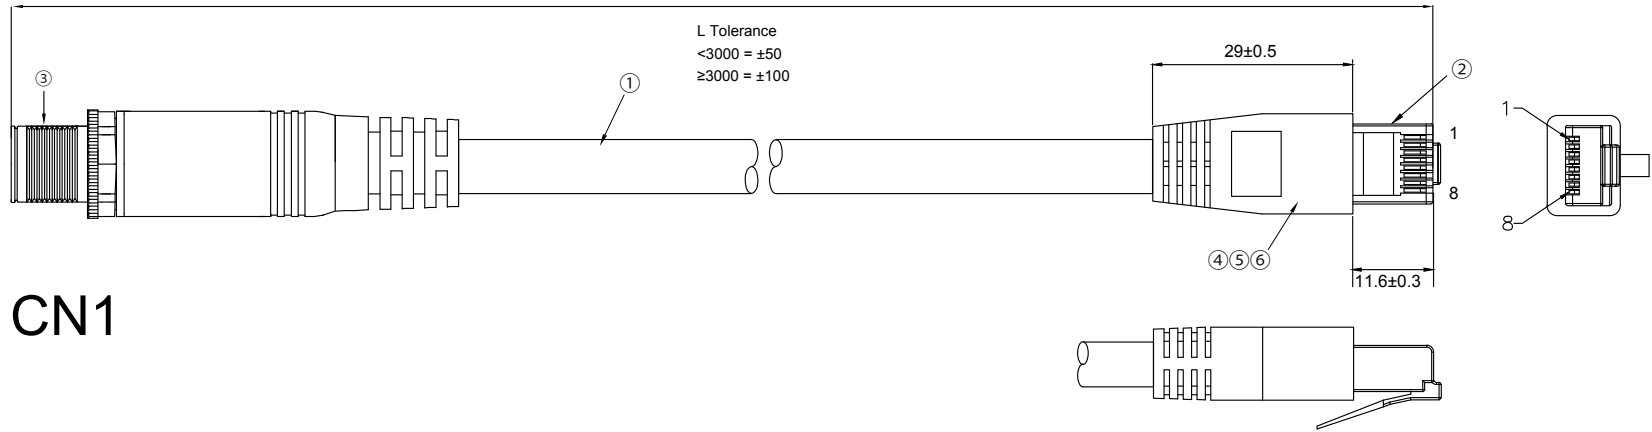 L Tolerance
<3000 = ±50
≥3000 = ±100
29±0.5
③
①
②
1
1
8
8
④⑤⑥
11.6±0.3
CN1